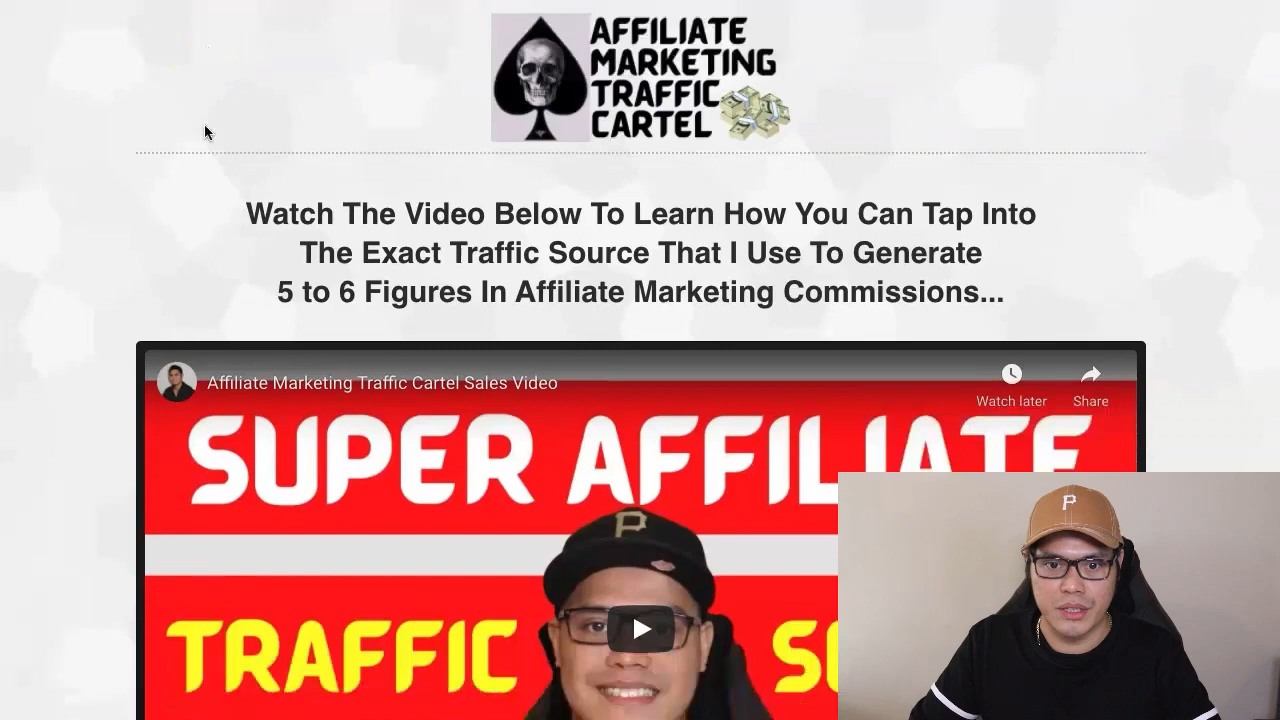 AFFILIATE
MARKETING
TRAFFIC
CARTEL
Watch The Video Below To Learn How You Can Tap Into
The Exact Traffic Source That I Use To Generate
5 to 6 Figures In Affiliate Marketing Commissions...
Affiliate Marketing Traffic Cartel Sales Video
Watch later
Share
SUPER AFFILIATE
TRAFFIC
P
P